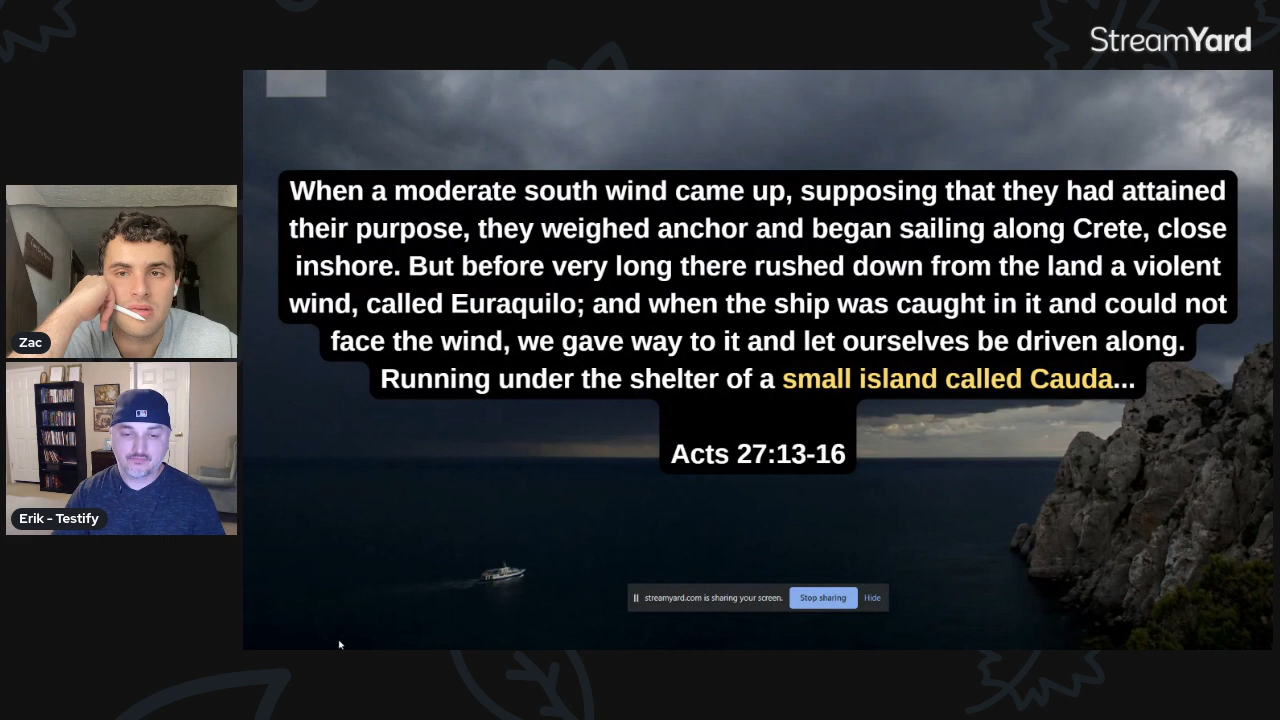 StreamYard
When a moderate south wind came up, supposing that they had attained
their purpose, they weighed anchor and began sailing along Crete, close
inshore. But before very long there rushed down from the land a violent
wind, called Euraquilo; and when the ship was caught in it and could not
face the wind, we gave way to it and let ourselves be driven along.
Running under the shelter of a small island called Cauda...
Acts 27:13-16
Zac
Erik - Testify
streamyard.com is sharing your screen.
Stop sharing
Hide